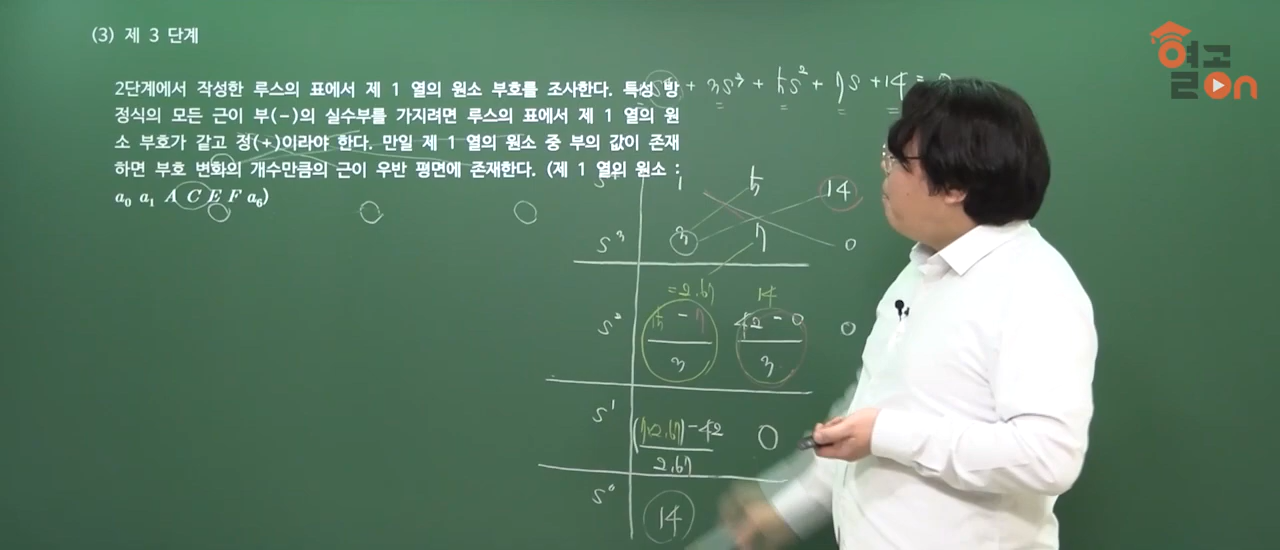 (3) 제 3 단계
열공
On
2단계에서 작성한 루스의 표에서 제 1 열의 원소 부호를 조사한다. 특성 방
정식의 모든 근이 부(−)의 실수부를 가지려면 루스의 표에서 제 1 열의 원
소 부호가 같고 정(+)이라야 한다. 만일 제 1 열의 원소 중 부의 값이 존재
하면 부호 변화의 개수만큼의 근이 우반 평면에 존재한다. (제 1 열의 원소 :
a₀ a₁ A C E F a₆)
+ 3s³ + 5s² + 7s + 14 =
1 5 14
s³ 3 7 0
= 2.67 14
s² 15 − 7 42 − 0 0
3 3
s¹ (7×2.67) − 42 0
2.67
s⁰ 14